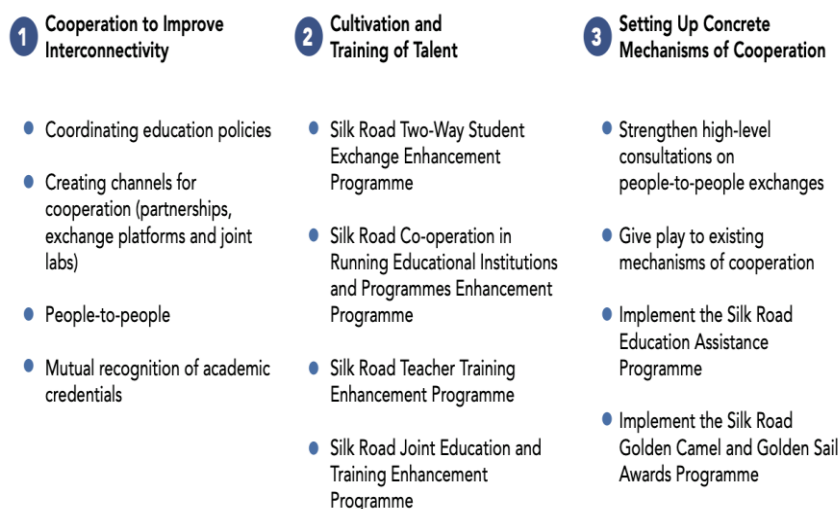 1 Cooperation to Improve
Interconnectivity
Coordinating education policies
Creating channels for
cooperation (partnerships,
exchange platforms and joint
labs)
People-to-people
Mutual recognition of academic
credentials
2 Cultivation and
Training of Talent
Silk Road Two-Way Student
Exchange Enhancement
Programme
Silk Road Co-operation in
Running Educational Institutions
and Programmes Enhancement
Programme
Silk Road Teacher Training
Enhancement Programme
Silk Road Joint Education and
Training Enhancement
Programme
3 Setting Up Concrete
Mechanisms of Cooperation
Strengthen high-level
consultations on
people-to-people exchanges
Give play to existing
mechanisms of cooperation
Implement the Silk Road
Education Assistance
Programme
Implement the Silk Road
Golden Camel and Golden Sail
Awards Programme